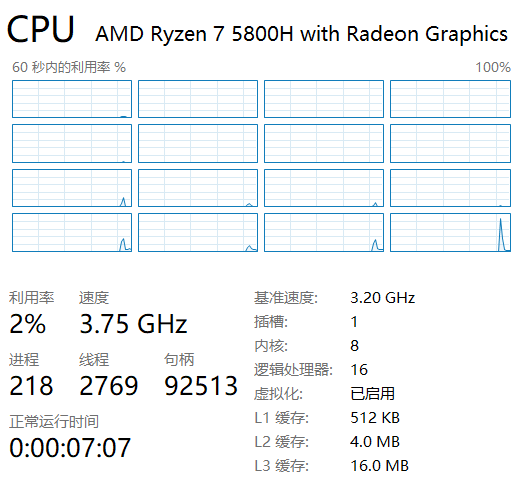 CPU AMD Ryzen 7 5800H with Radeon Graphics
60 秒内的利用率 % 100%
利用率 速度
2% 3.75 GHz
进程 线程 句柄
218 2769 92513
正常运行时间
0:00:07:07
基准速度: 3.20 GHz
插槽: 1
内核: 8
逻辑处理器: 16
虚拟化: 已启用
L1 缓存: 512 KB
L2 缓存: 4.0 MB
L3 缓存: 16.0 MB